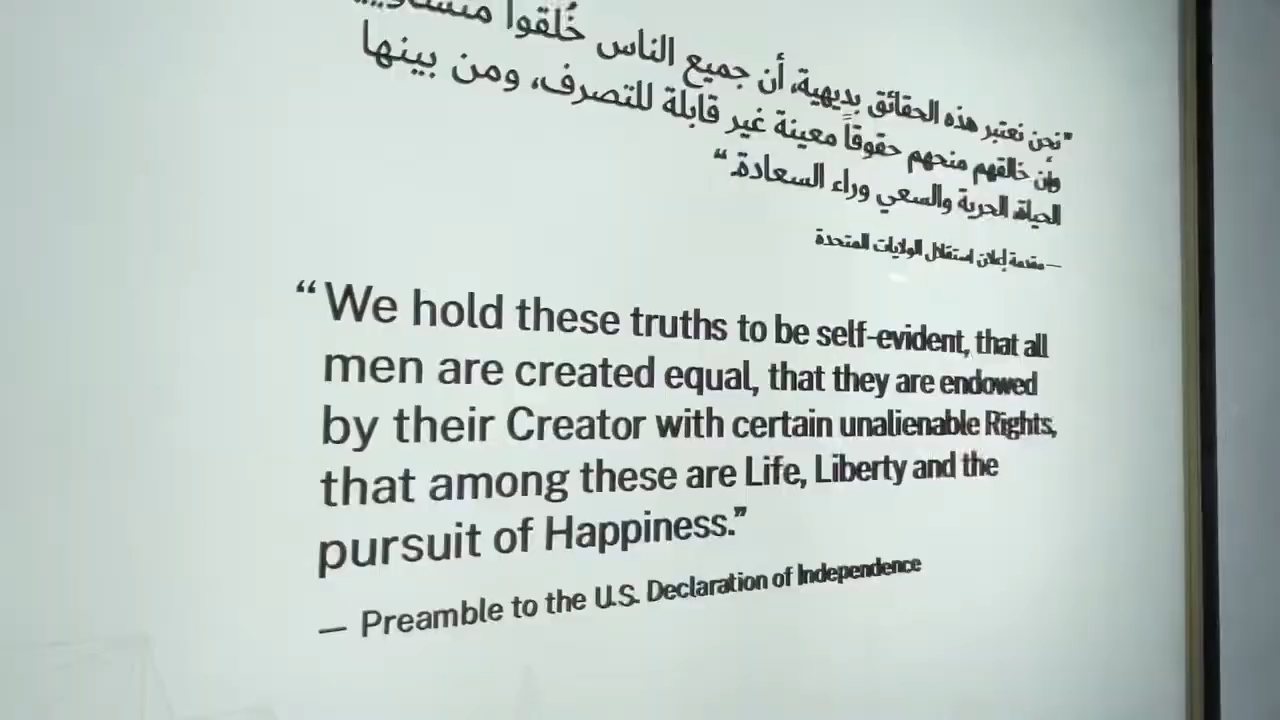 "نحن نعتبر هذه الحقائق بديهية، أن جميع الناس خُلقوا
وأن خالقهم منحهم حقوقاً معينة غير قابلة للتصرف، ومن بينها
الحياة، الحرية والسعي وراء السعادة."
— مقدمة إعلان استقلال الولايات المتحدة
“We hold these truths to be self-evident, that all
men are created equal, that they are endowed
by their Creator with certain unalienable Rights,
that among these are Life, Liberty and the
pursuit of Happiness.”
— Preamble to the U.S. Declaration of Independence